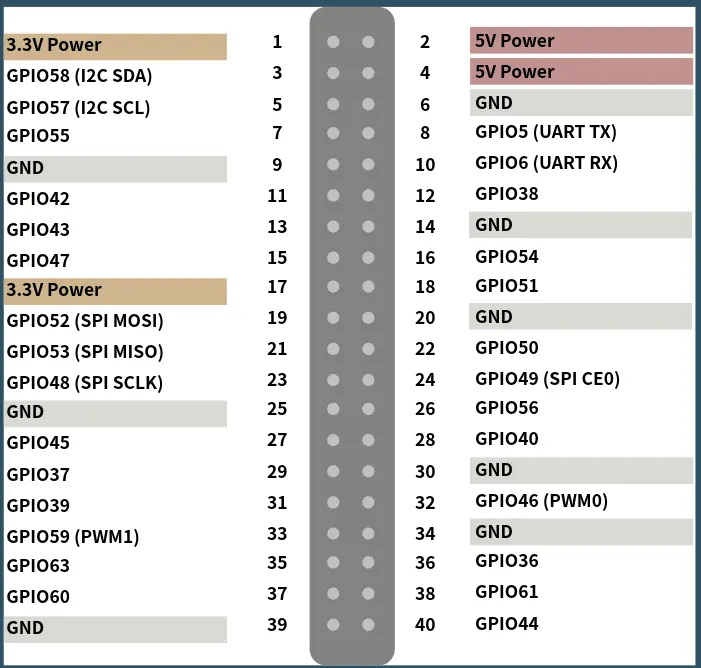 3.3V Power 1 2 5V Power
GPIO58 (I2C SDA) 3 4 5V Power
GPIO57 (I2C SCL) 5 6 GND
GPIO55 7 8 GPIO5 (UART TX)
GND 9 10 GPIO6 (UART RX)
GPIO42 11 12 GPIO38
GPIO43 13 14 GND
GPIO47 15 16 GPIO54
3.3V Power 17 18 GPIO51
GPIO52 (SPI MOSI) 19 20 GND
GPIO53 (SPI MISO) 21 22 GPIO50
GPIO48 (SPI SCLK) 23 24 GPIO49 (SPI CE0)
GND 25 26 GPIO56
GPIO45 27 28 GPIO40
GPIO37 29 30 GND
GPIO39 31 32 GPIO46 (PWM0)
GPIO59 (PWM1) 33 34 GND
GPIO63 35 36 GPIO36
GPIO60 37 38 GPIO61
GND 39 40 GPIO44